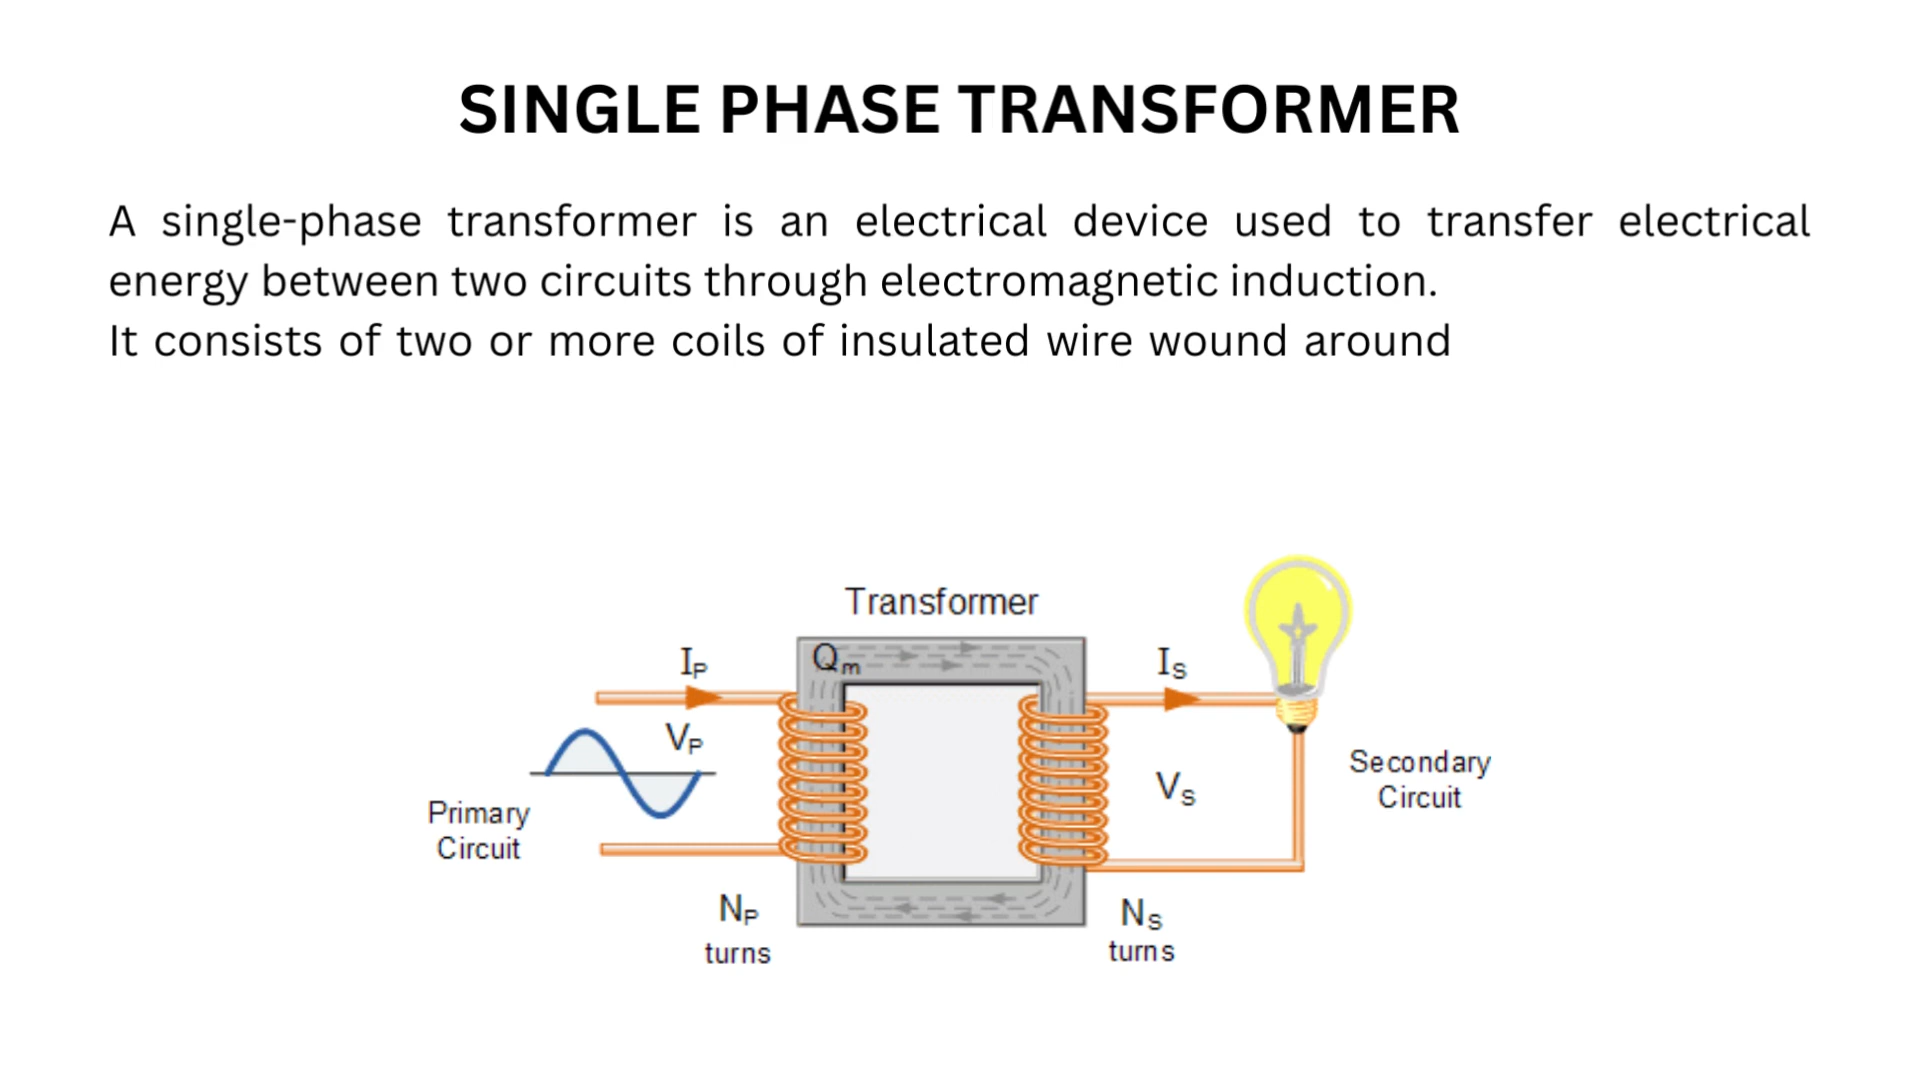 SINGLE PHASE TRANSFORMER
A single-phase transformer is an electrical device used to transfer electrical
energy between two circuits through electromagnetic induction.
It consists of two or more coils of insulated wire wound around
Transformer
Qm
IP
IS
VP
VS
Primary
Circuit
Secondary
Circuit
NP
turns
NS
turns